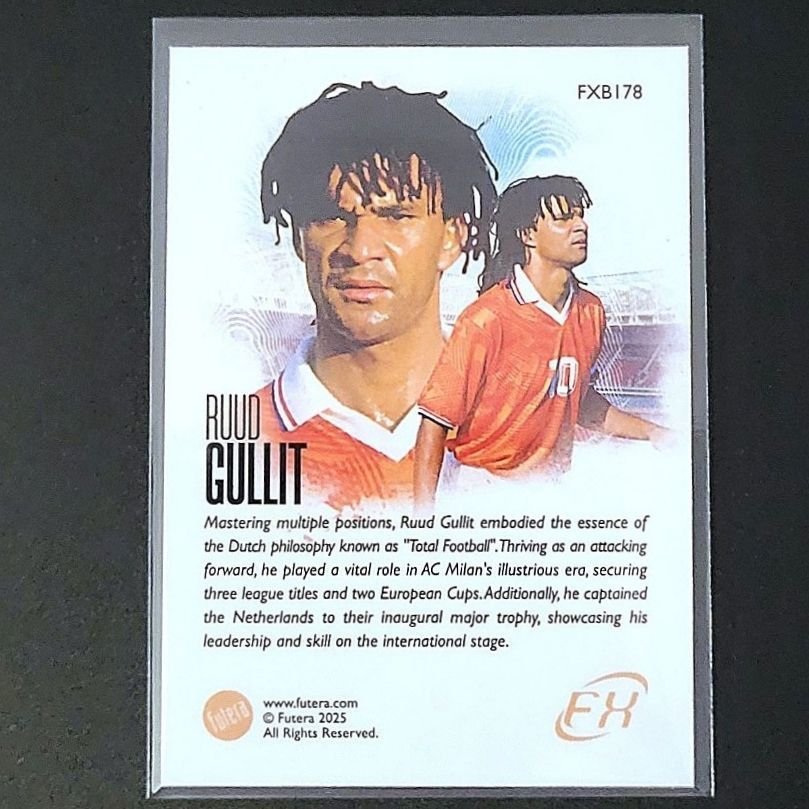 FXB178
10
RUUD
GULLIT
Mastering multiple positions, Ruud Gullit embodied the essence of
the Dutch philosophy known as "Total Football". Thriving as an attacking
forward, he played a vital role in AC Milan's illustrious era, securing
three league titles and two European Cups. Additionally, he captained
the Netherlands to their inaugural major trophy, showcasing his
leadership and skill on the international stage.
futera
www.futera.com
© Futera 2025
All Rights Reserved.
FX